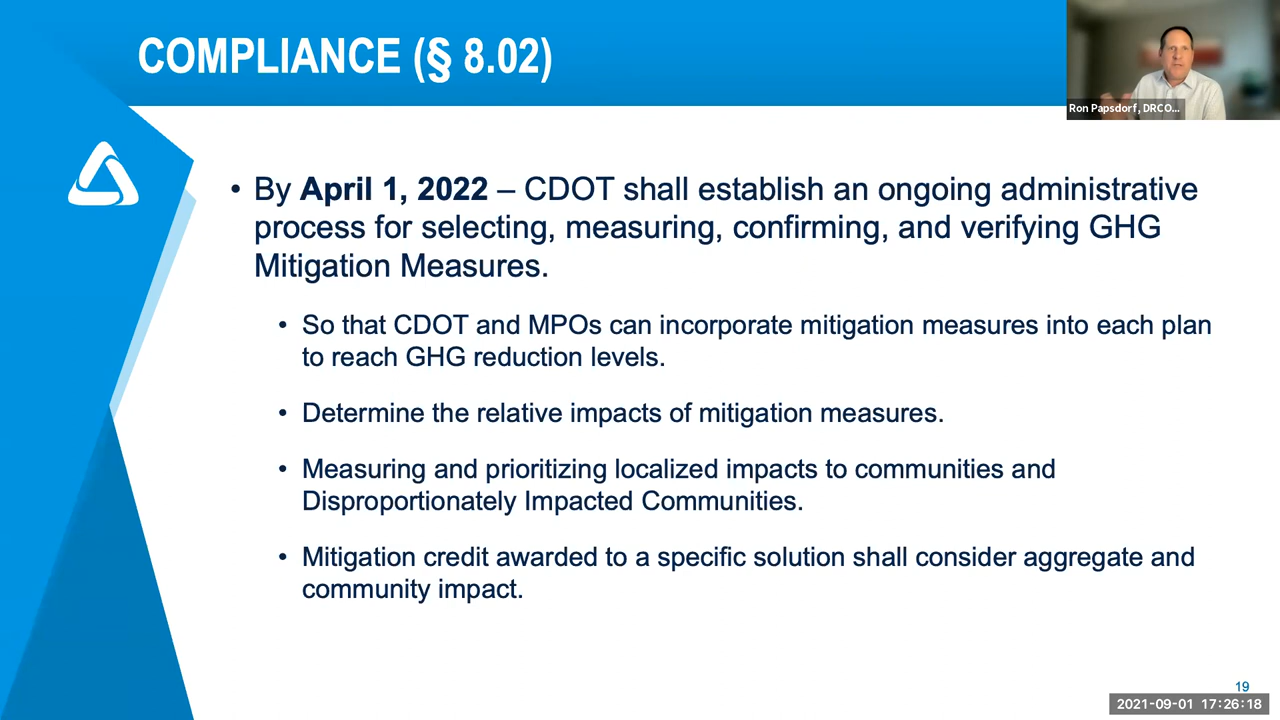 COMPLIANCE (§ 8.02)
Ron Papsdorf, DRCO...
• By April 1, 2022 – CDOT shall establish an ongoing administrative
process for selecting, measuring, confirming, and verifying GHG
Mitigation Measures.
• So that CDOT and MPOs can incorporate mitigation measures into each plan
to reach GHG reduction levels.
• Determine the relative impacts of mitigation measures.
• Measuring and prioritizing localized impacts to communities and
Disproportionately Impacted Communities.
• Mitigation credit awarded to a specific solution shall consider aggregate and
community impact.
19
2021-09-01 17:26:18